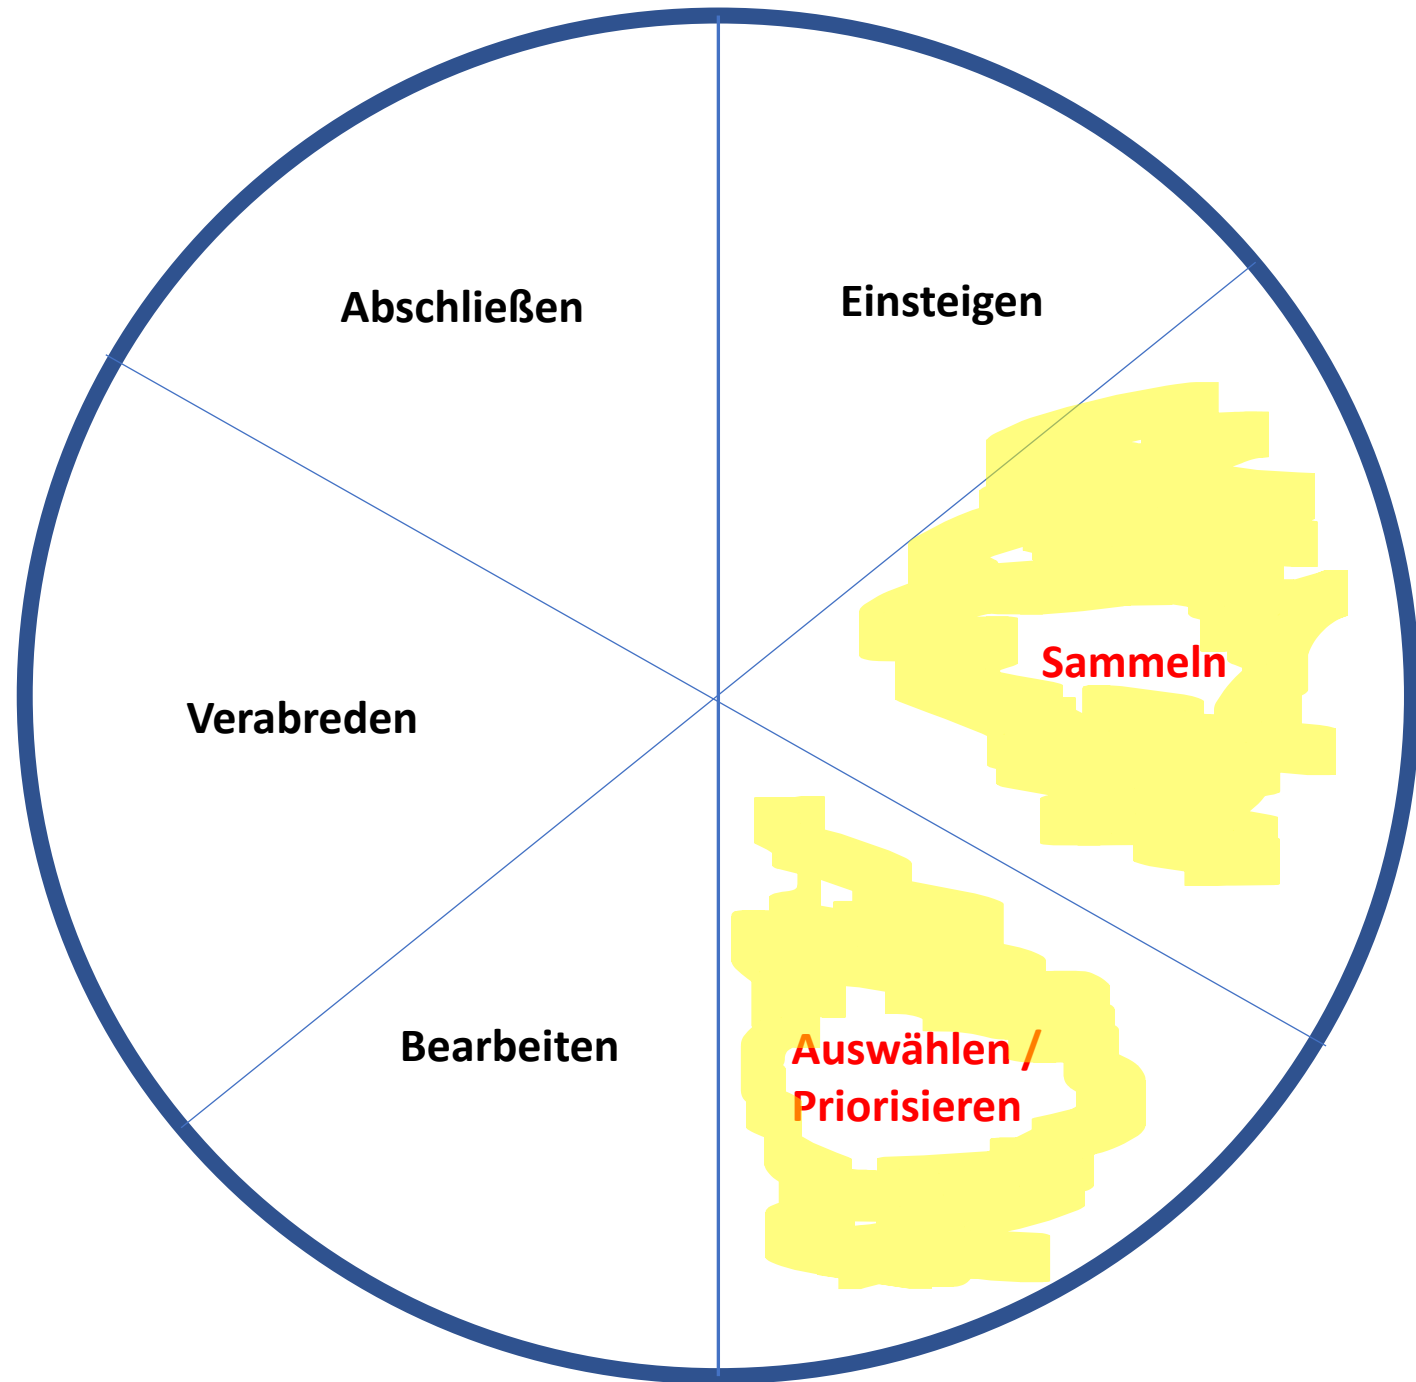 Abschließen
Einsteigen
Sammeln
Verabreden
Bearbeiten
Auswählen /
Priorisieren